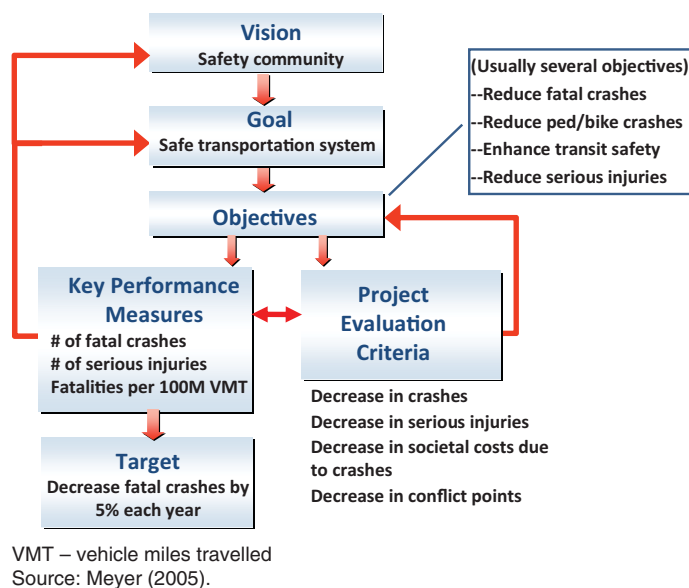 Vision
Safety community
Goal
Safe transportation system
(Usually several objectives)
--Reduce fatal crashes
--Reduce ped/bike crashes
--Enhance transit safety
--Reduce serious injuries
Objectives
Key Performance
Measures
# of fatal crashes
# of serious injuries
Fatalities per 100M VMT
Project
Evaluation
Criteria
Decrease in crashes
Decrease in serious injuries
Decrease in societal costs due
to crashes
Decrease in conflict points
Target
Decrease fatal crashes by
5% each year
VMT – vehicle miles travelled
Source: Meyer (2005).